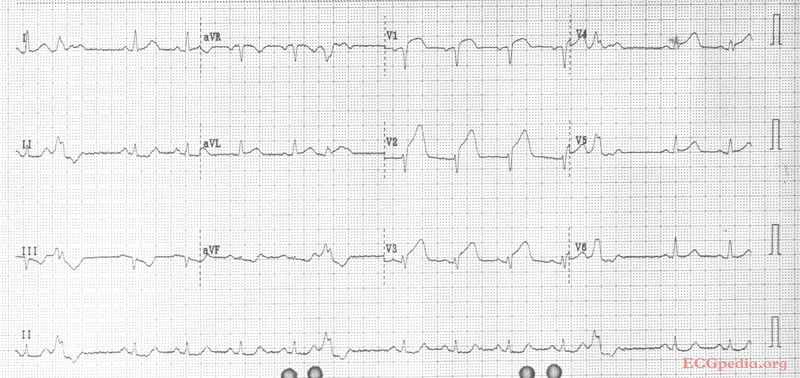 I aVR V1 V4
II aVL V2 V5
III aVF V3 V6
II
ECGpedia.org